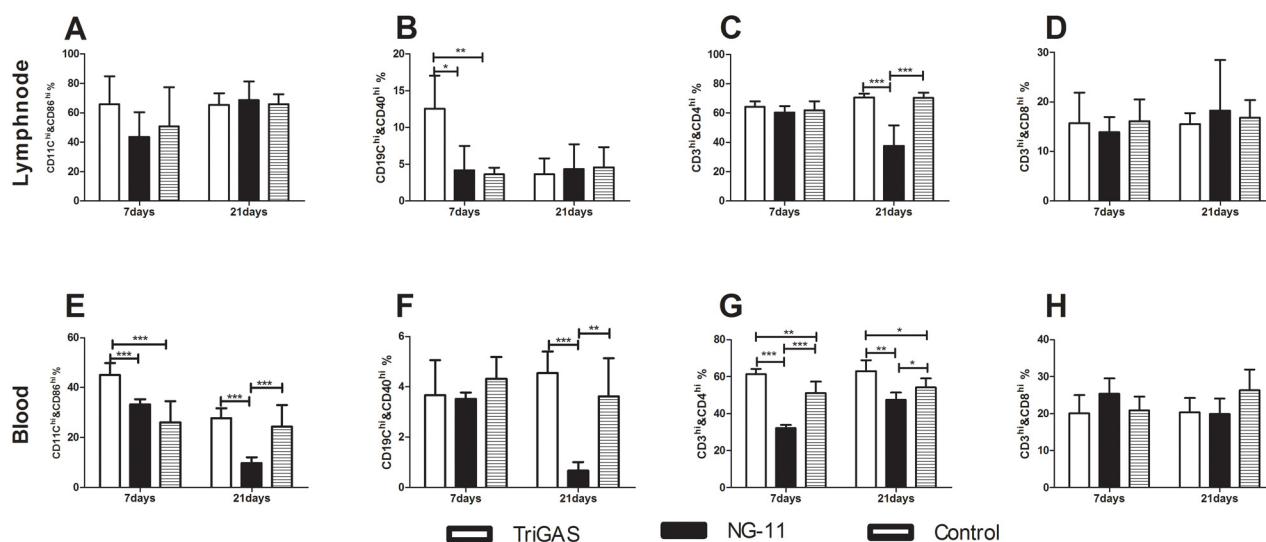 Lymphnode
A
CD11C^hi&CD86^hi%
100
80
60
40
20
0
7days 21days
B
CD19C^hi&CD40^hi %
20
15
10
5
0
* **
7days 21days
C
CD3^hi&CD4^hi%
100
80
60
40
20
0
*** ***
7days 21days
D
CD3^hi&CD8^hi%
30
20
10
0
7days 21days
Blood
E
CD11C^hi&CD86^hi%
60
40
20
0
***
***
***
***
7days 21days
F
CD19C^hi&CD40^hi %
6
4
2
0
*** **
7days 21days
G
CD3^hi&CD4^hi %
80
60
40
20
0
**
*** ***
*
** *
7days 21days
H
CD3^hi&CD8^hi %
40
30
20
10
0
7days 21days
TriGAS NG-11 Control